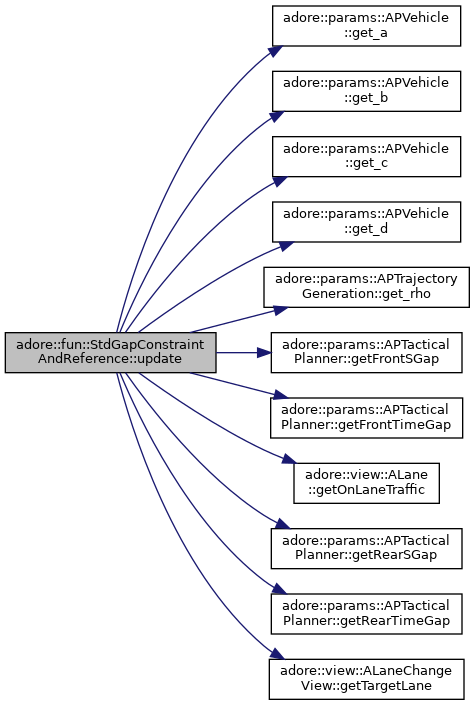 adore::params::APVehicle
::get_a
adore::params::APVehicle
::get_b
adore::params::APVehicle
::get_c
adore::params::APVehicle
::get_d
adore::params::APTrajectory
Generation::get_rho
adore::fun::StdGapConstraint
AndReference::update
adore::params::APTactical
Planner::getFrontSGap
adore::params::APTactical
Planner::getFrontTimeGap
adore::view::ALane
::getOnLaneTraffic
adore::params::APTactical
Planner::getRearSGap
adore::params::APTactical
Planner::getRearTimeGap
adore::view::ALaneChange
View::getTargetLane